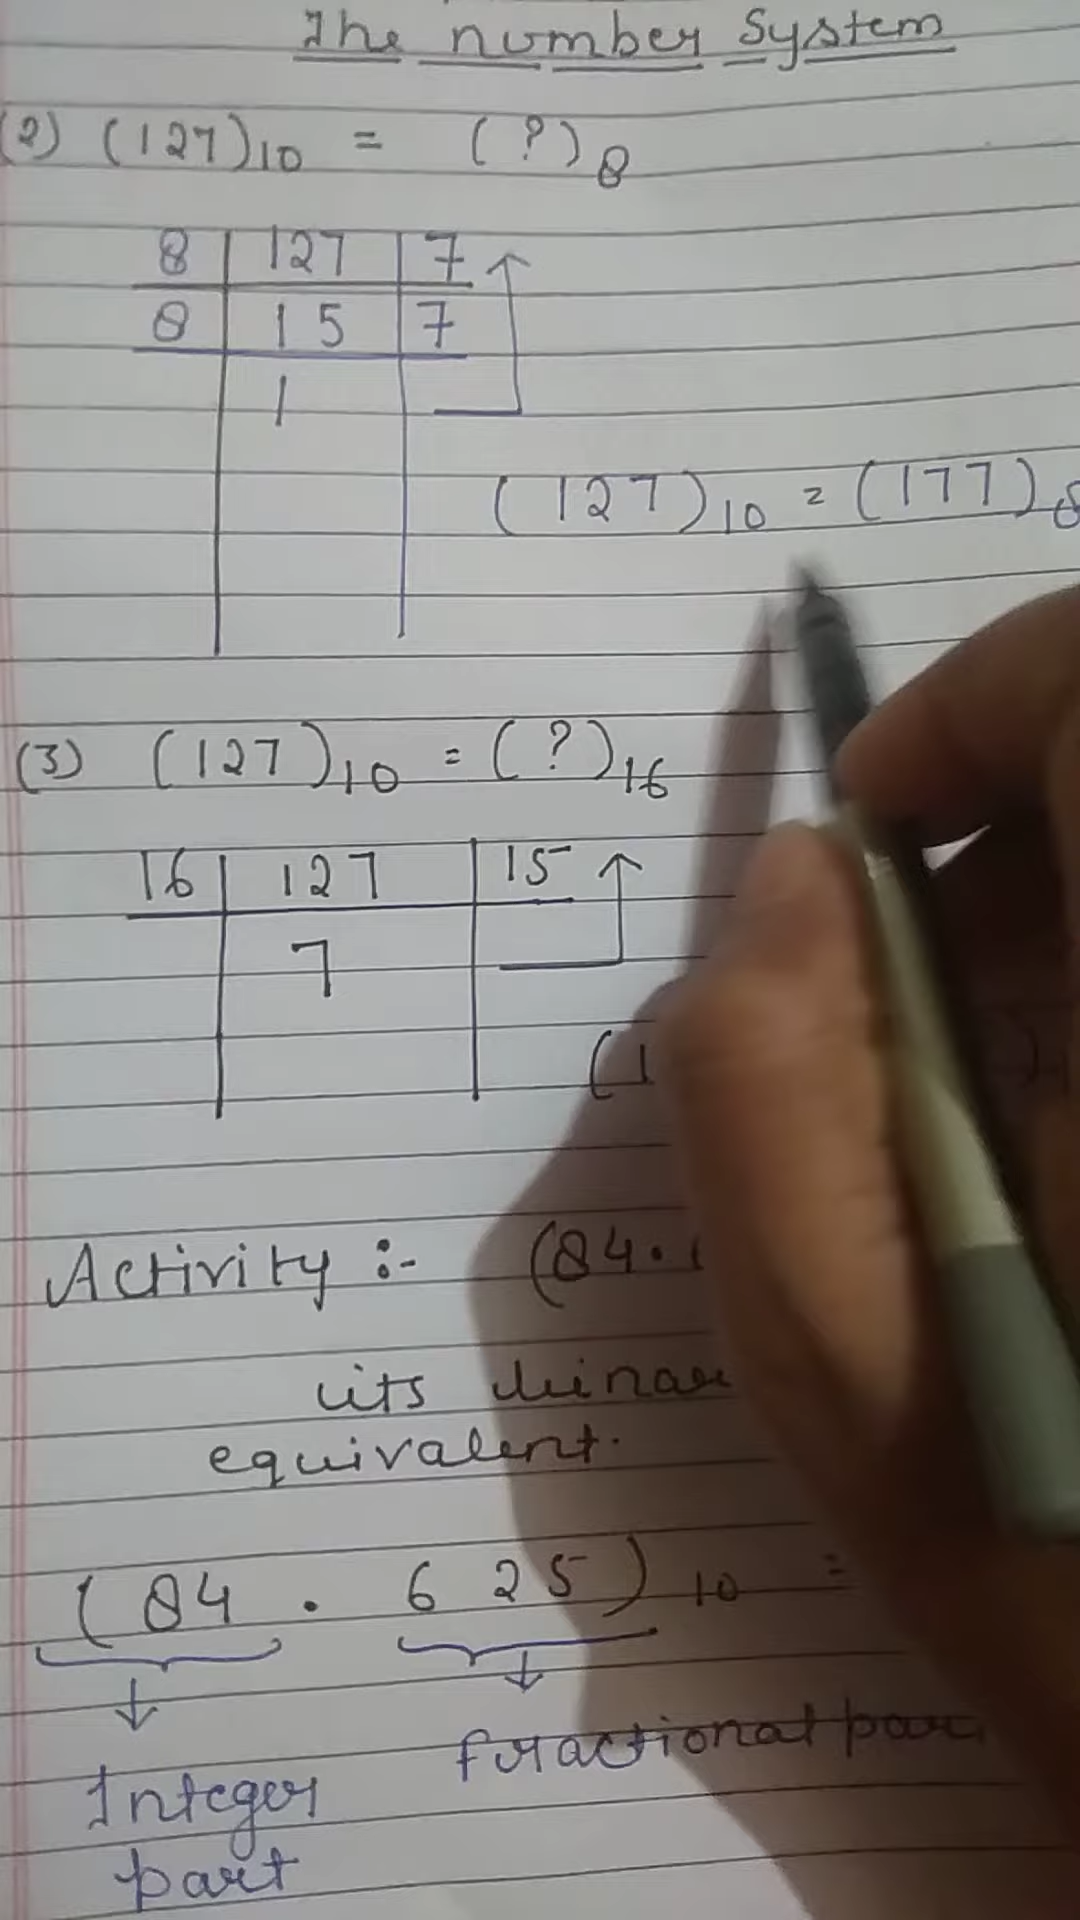 The number System
(2) (127)10 = (?)8
8 127 7
8 15 7
1
(127)10 = (177)8
(3) (127)10 = (?)16
16 127 15
7
(1
Activity :- (84.
its
equivalent.
(84 . 625)10 =
fractional
Integer
part